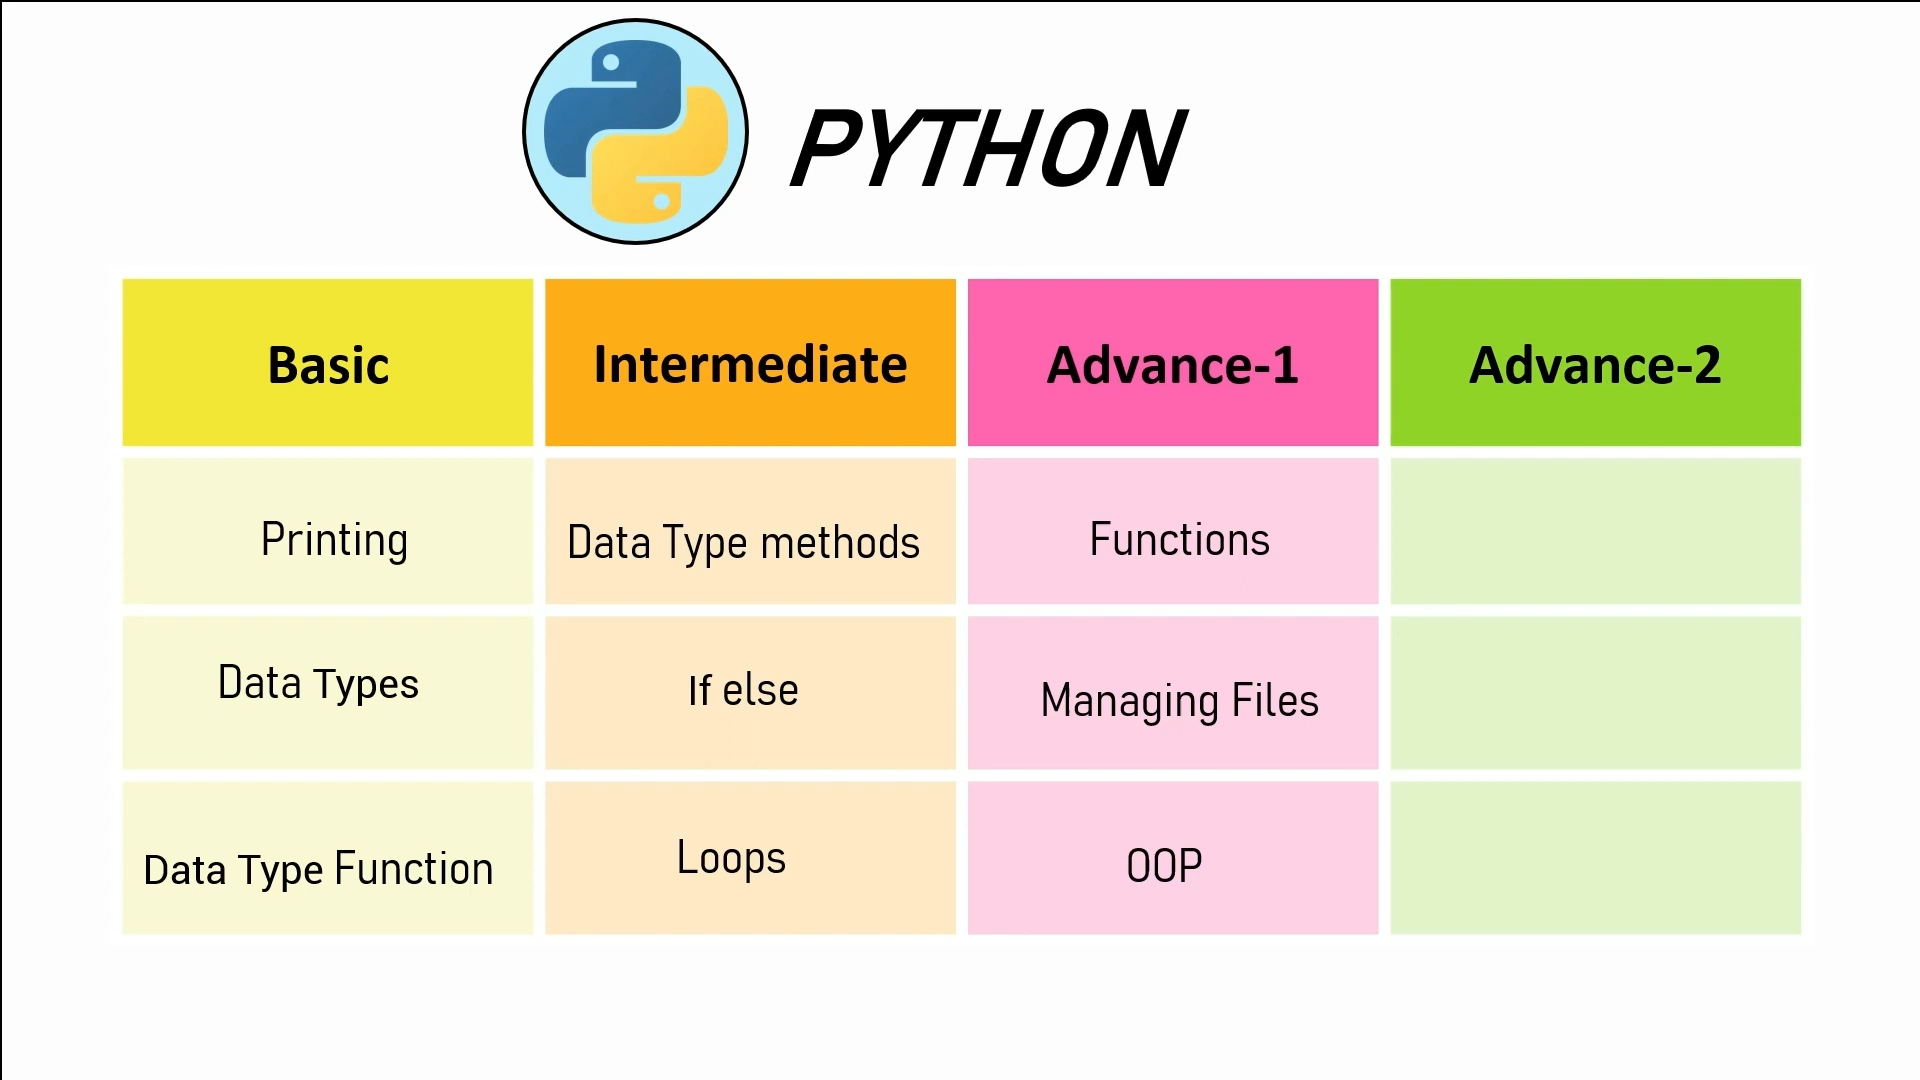 PYTHON
Basic
Intermediate
Advance-1
Advance-2
Printing
Data Type methods
Functions
Data Types
If else
Managing Files
Data Type Function
Loops
OOP